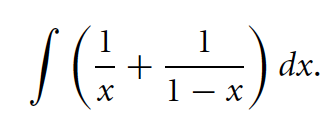 ∫ (1/x + 1/(1 − x)) dx.